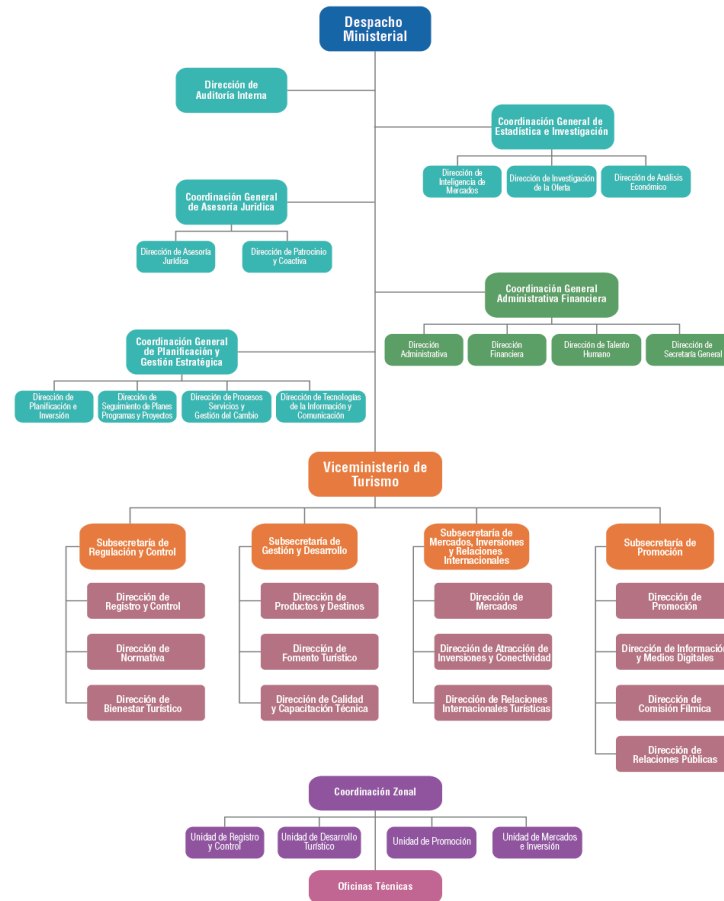 Despacho
Ministerial
Dirección de
Auditoría Interna
Coordinación General de
Estadística e Investigación
Dirección de
Inteligencia de
Mercados
Dirección de Investigación
de la Oferta
Dirección de Análisis
Económico
Coordinación General
de Asesoría Jurídica
Dirección de Asesoría
Jurídica
Dirección de Patrocinio
y Coactiva
Coordinación General
Administrativa Financiera
Dirección
Administrativa
Dirección
Financiera
Dirección de Talento
Humano
Dirección de
Secretaría General
Coordinación General
de Planificación y
Gestión Estratégica
Dirección de
Planificación e
Inversión
Dirección de
Seguimiento de Planes
Programas y Proyectos
Dirección de Procesos
Servicios y
Gestión del Cambio
Dirección de Tecnologías
de la Información y
Comunicación
Viceministerio de
Turismo
Subsecretaría de
Regulación y Control
Subsecretaría de
Gestión y Desarrollo
Subsecretaría de
Mercados, Inversiones
y Relaciones
Internacionales
Subsecretaría de
Promoción
Dirección de
Registro y Control
Dirección de
Productos y Destinos
Dirección de
Mercados
Dirección de
Promoción
Dirección de
Normativa
Dirección de
Fomento Turístico
Dirección de Atracción de
Inversiones y Conectividad
Dirección de Información
y Medios Digitales
Dirección de
Bienestar Turístico
Dirección de Calidad
y Capacitación Técnica
Dirección de Relaciones
Internacionales Turísticas
Dirección de
Comisión Fílmica
Dirección de
Relaciones Públicas
Coordinación Zonal
Unidad de Registro
y Control
Unidad de Desarrollo
Turístico
Unidad de Promoción
Unidad de Mercados
e Inversión
Oficinas Técnicas